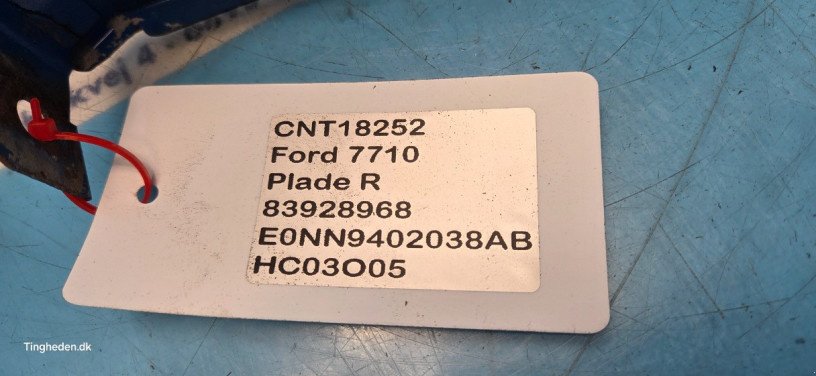 CNT18252
Ford 7710
Plade R
83928968
E0NN9402038AB
HC03O05
Tingheden.dk